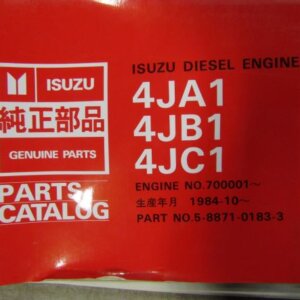 ISUZU
純正部品
GENUINE PARTS
PARTS
CATALOG
ISUZU DIESEL ENGINE
4JA1
4JB1
4JC1
ENGINE NO.700001~
生産年月 1984-10~
PART NO.5-8871-0183-3